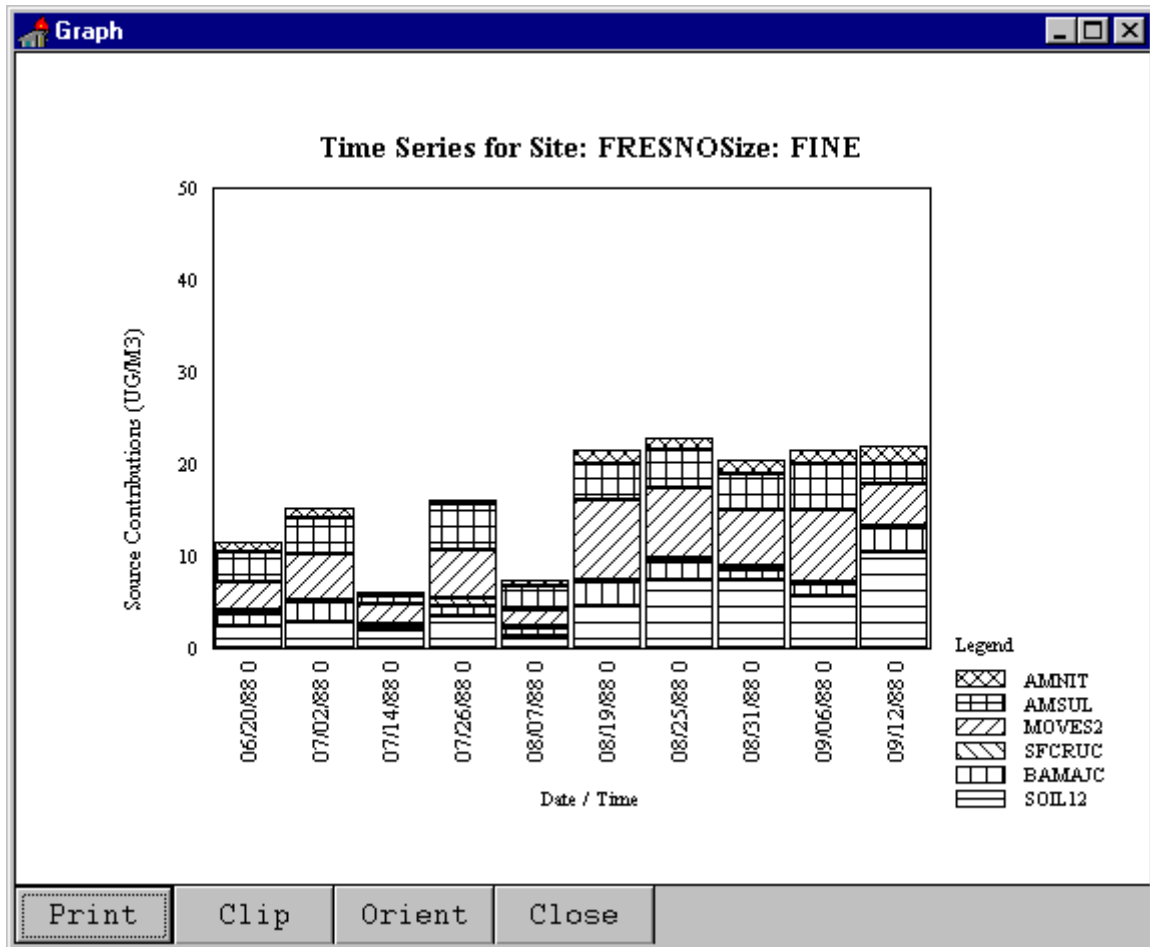 Graph
Time Series for Site: FRESNOSize: FINE
Source Contributions (UG/M3)
50
40
30
20
10
0
06/20/88 0
07/02/88 0
07/14/88 0
07/26/88 0
08/07/88 0
08/19/88 0
08/25/88 0
08/31/88 0
09/06/88 0
09/12/88 0
Date / Time
Legend
AMNIT
AMSUL
MOVES2
SFCRUC
BAMAJC
SOIL12
Print Clip Orient Close